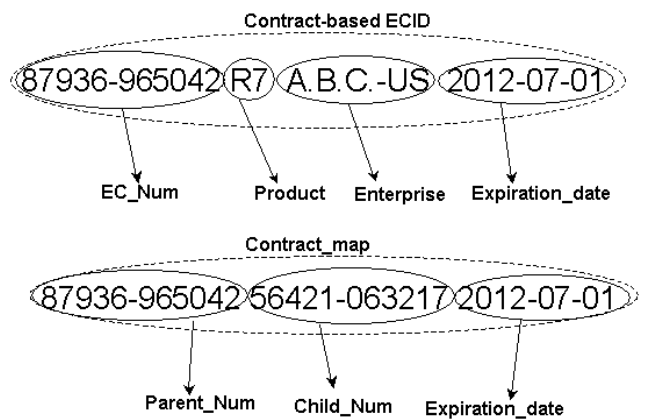 Contract-based ECID
87936-965042 R7 A.B.C.-US 2012-07-01
EC_Num Product Enterprise Expiration_date
Contract_map
87936-965042 56421-063217 2012-07-01
Parent_Num Child_Num Expiration_date